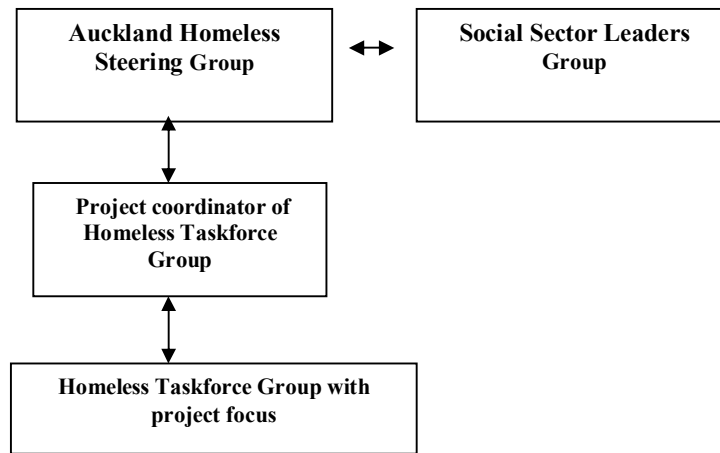 Auckland Homeless
Steering Group
Social Sector Leaders
Group
Project coordinator of
Homeless Taskforce
Group
Homeless Taskforce Group with
project focus